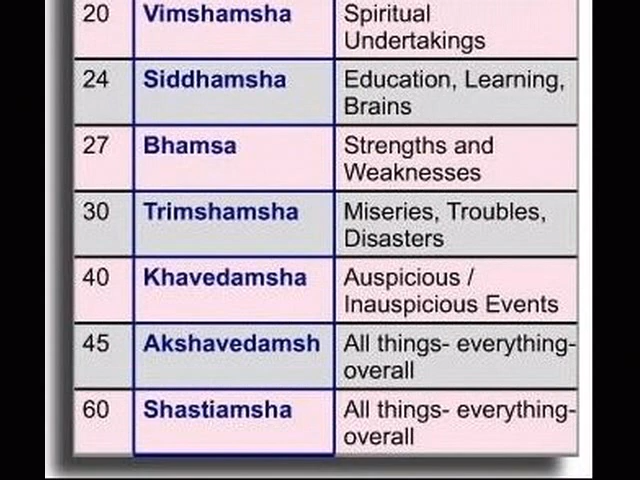 20 Vimshamsha Spiritual
Undertakings
24 Siddhamsha Education, Learning,
Brains
27 Bhamsa Strengths and
Weaknesses
30 Trimshamsha Miseries, Troubles,
Disasters
40 Khavedamsha Auspicious /
Inauspicious Events
45 Akshavedamsh All things- everything-
overall
60 Shastiamsha All things- everything-
overall